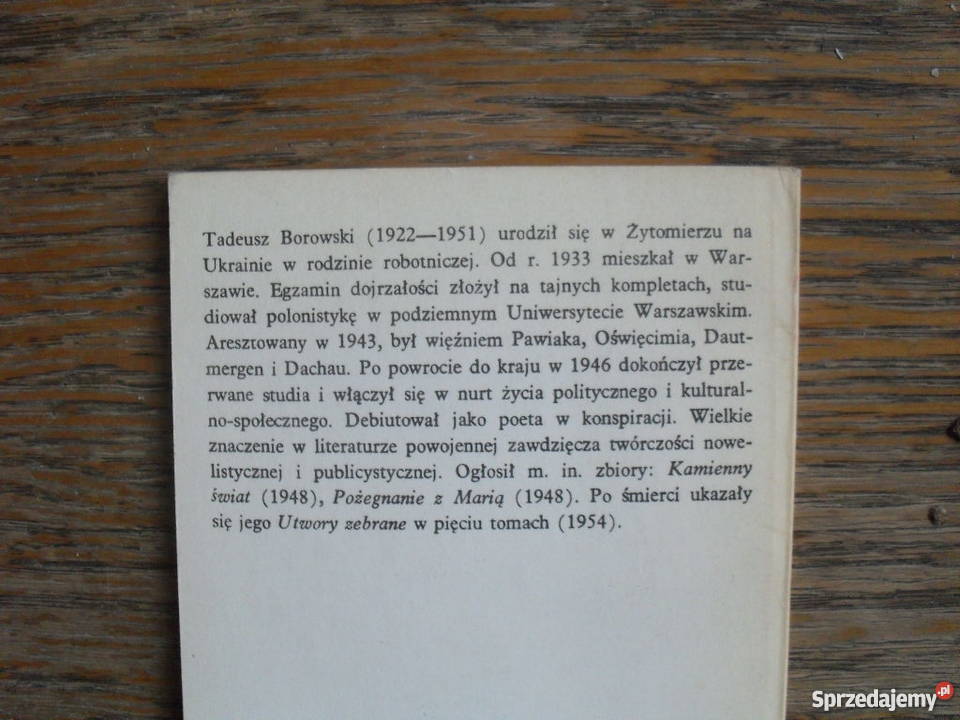 Tadeusz Borowski (1922—1951) urodził się w Żytomierzu na
Ukrainie w rodzinie robotniczej. Od r. 1933 mieszkał w War-
szawie. Egzamin dojrzałości złożył na tajnych kompletach, stu-
diował polonistykę w podziemnym Uniwersytecie Warszawskim.
Aresztowany w 1943, był więźniem Pawiaka, Oświęcimia, Daut-
mergen i Dachau. Po powrocie do kraju w 1946 dokończył prze-
rwane studia i włączył się w nurt życia politycznego i kultural-
no-społecznego. Debiutował jako poeta w konspiracji. Wielkie
znaczenie w literaturze powojennej zawdzięcza twórczości nowe-
listycznej i publicystycznej. Ogłosił m. in. zbiory: Kamienny
świat (1948), Pożegnanie z Marią (1948). Po śmierci ukazały
się jego Utwory zebrane w pięciu tomach (1954).
Sprzedajemy.pl